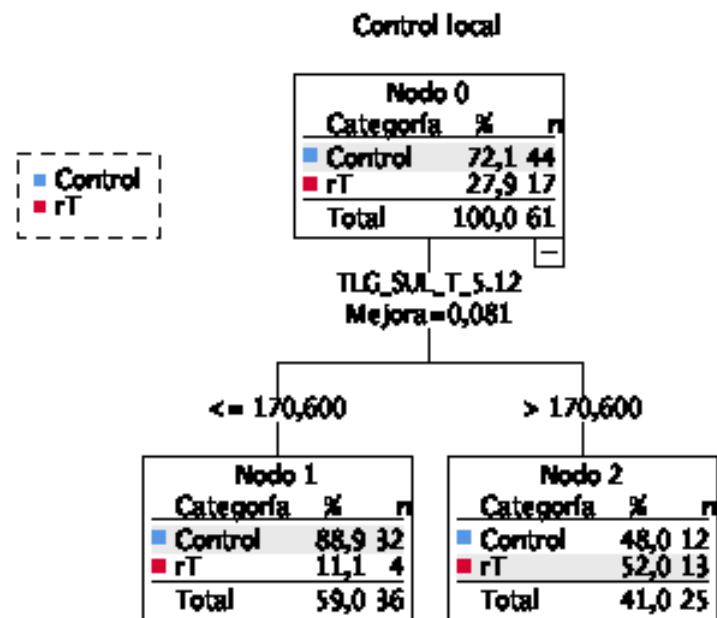 Control local
Control
rT
Nodo 0
Categoría % n
Control 72,1 44
rT 27,9 17
Total 100,0 61
TLG_SUL_T_5.12
Mejora=0,081
<= 170,600
> 170,600
Nodo 1
Categoría % n
Control 88,9 32
rT 11,1 4
Total 59,0 36
Nodo 2
Categoría % n
Control 48,0 12
rT 52,0 13
Total 41,0 25